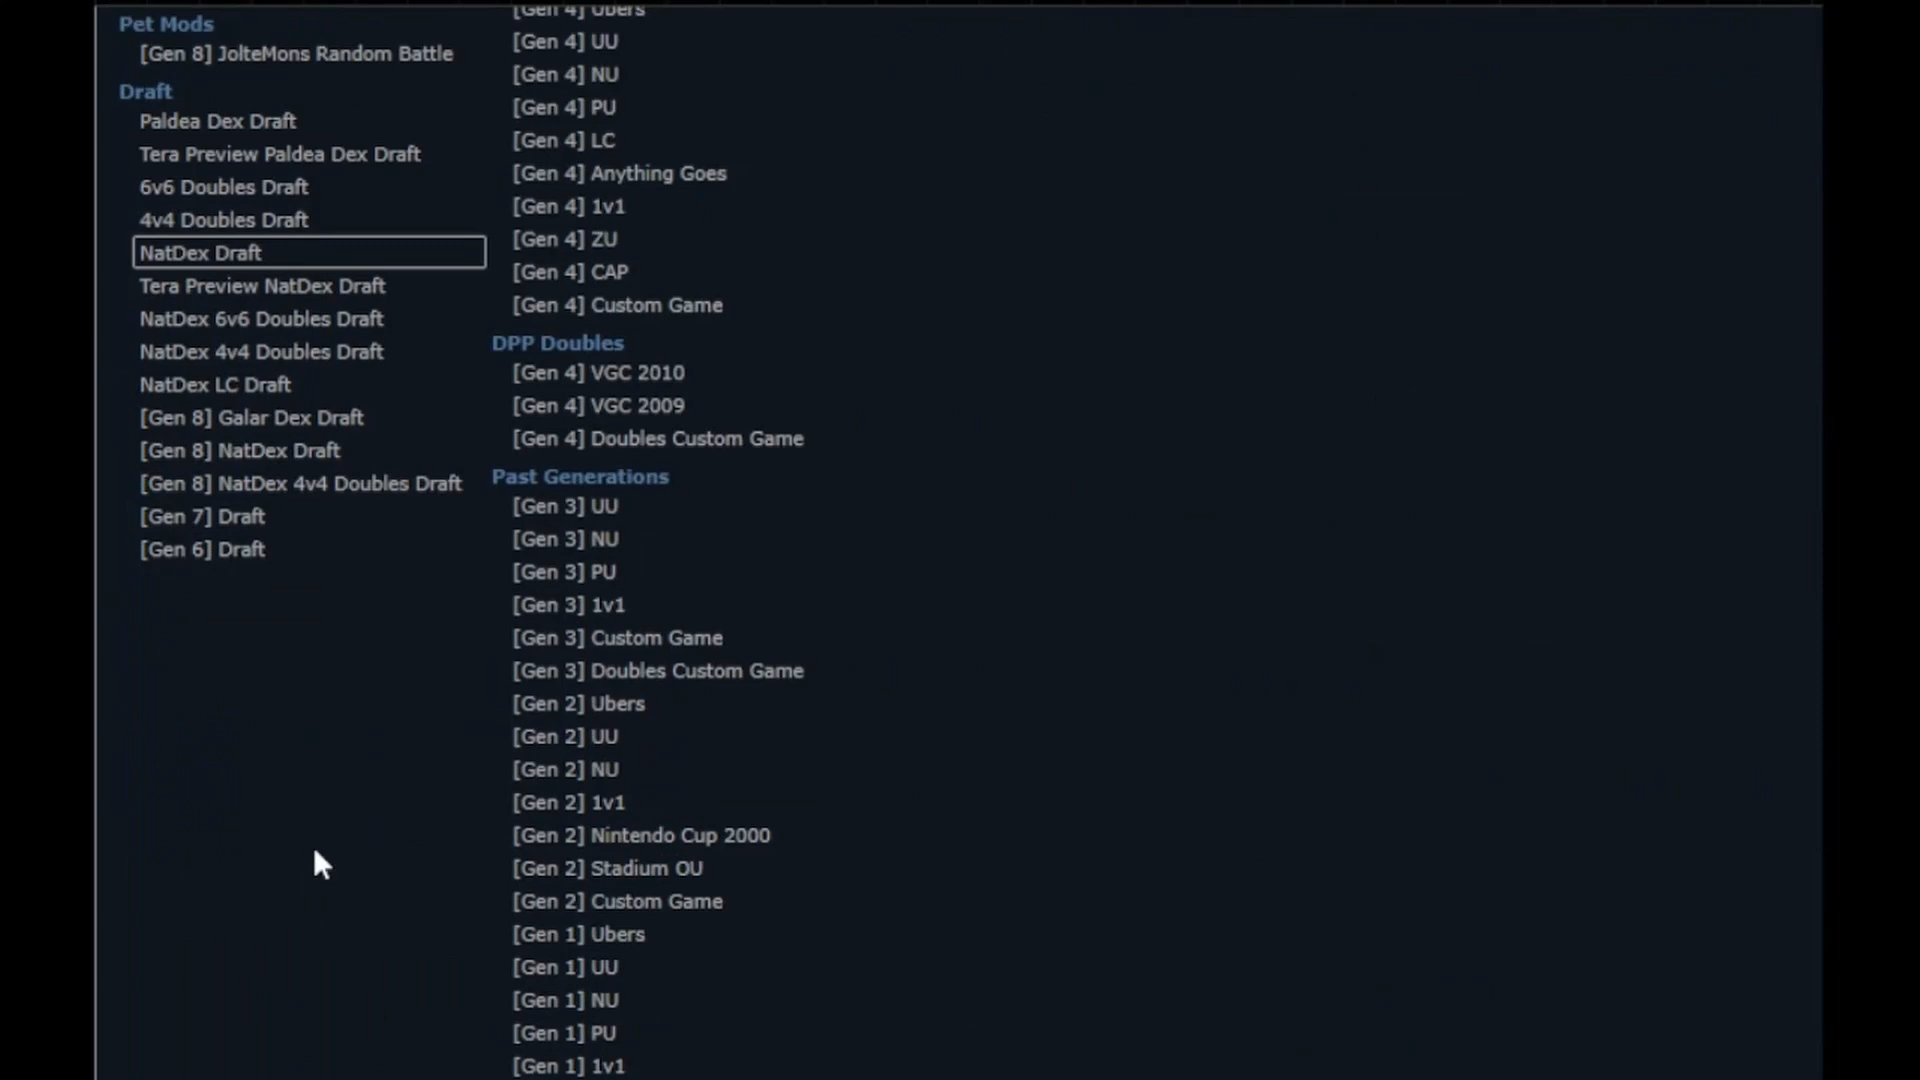 Pet Mods
[Gen 8] JolteMons Random Battle
Draft
Paldea Dex Draft
Tera Preview Paldea Dex Draft
6v6 Doubles Draft
4v4 Doubles Draft
NatDex Draft
Tera Preview NatDex Draft
NatDex 6v6 Doubles Draft
NatDex 4v4 Doubles Draft
NatDex LC Draft
[Gen 8] Galar Dex Draft
[Gen 8] NatDex Draft
[Gen 8] NatDex 4v4 Doubles Draft
[Gen 7] Draft
[Gen 6] Draft
[Gen 4] Ubers
[Gen 4] UU
[Gen 4] NU
[Gen 4] PU
[Gen 4] LC
[Gen 4] Anything Goes
[Gen 4] 1v1
[Gen 4] ZU
[Gen 4] CAP
[Gen 4] Custom Game
DPP Doubles
[Gen 4] VGC 2010
[Gen 4] VGC 2009
[Gen 4] Doubles Custom Game
Past Generations
[Gen 3] UU
[Gen 3] NU
[Gen 3] PU
[Gen 3] 1v1
[Gen 3] Custom Game
[Gen 3] Doubles Custom Game
[Gen 2] Ubers
[Gen 2] UU
[Gen 2] NU
[Gen 2] 1v1
[Gen 2] Nintendo Cup 2000
[Gen 2] Stadium OU
[Gen 2] Custom Game
[Gen 1] Ubers
[Gen 1] UU
[Gen 1] NU
[Gen 1] PU
[Gen 1] 1v1